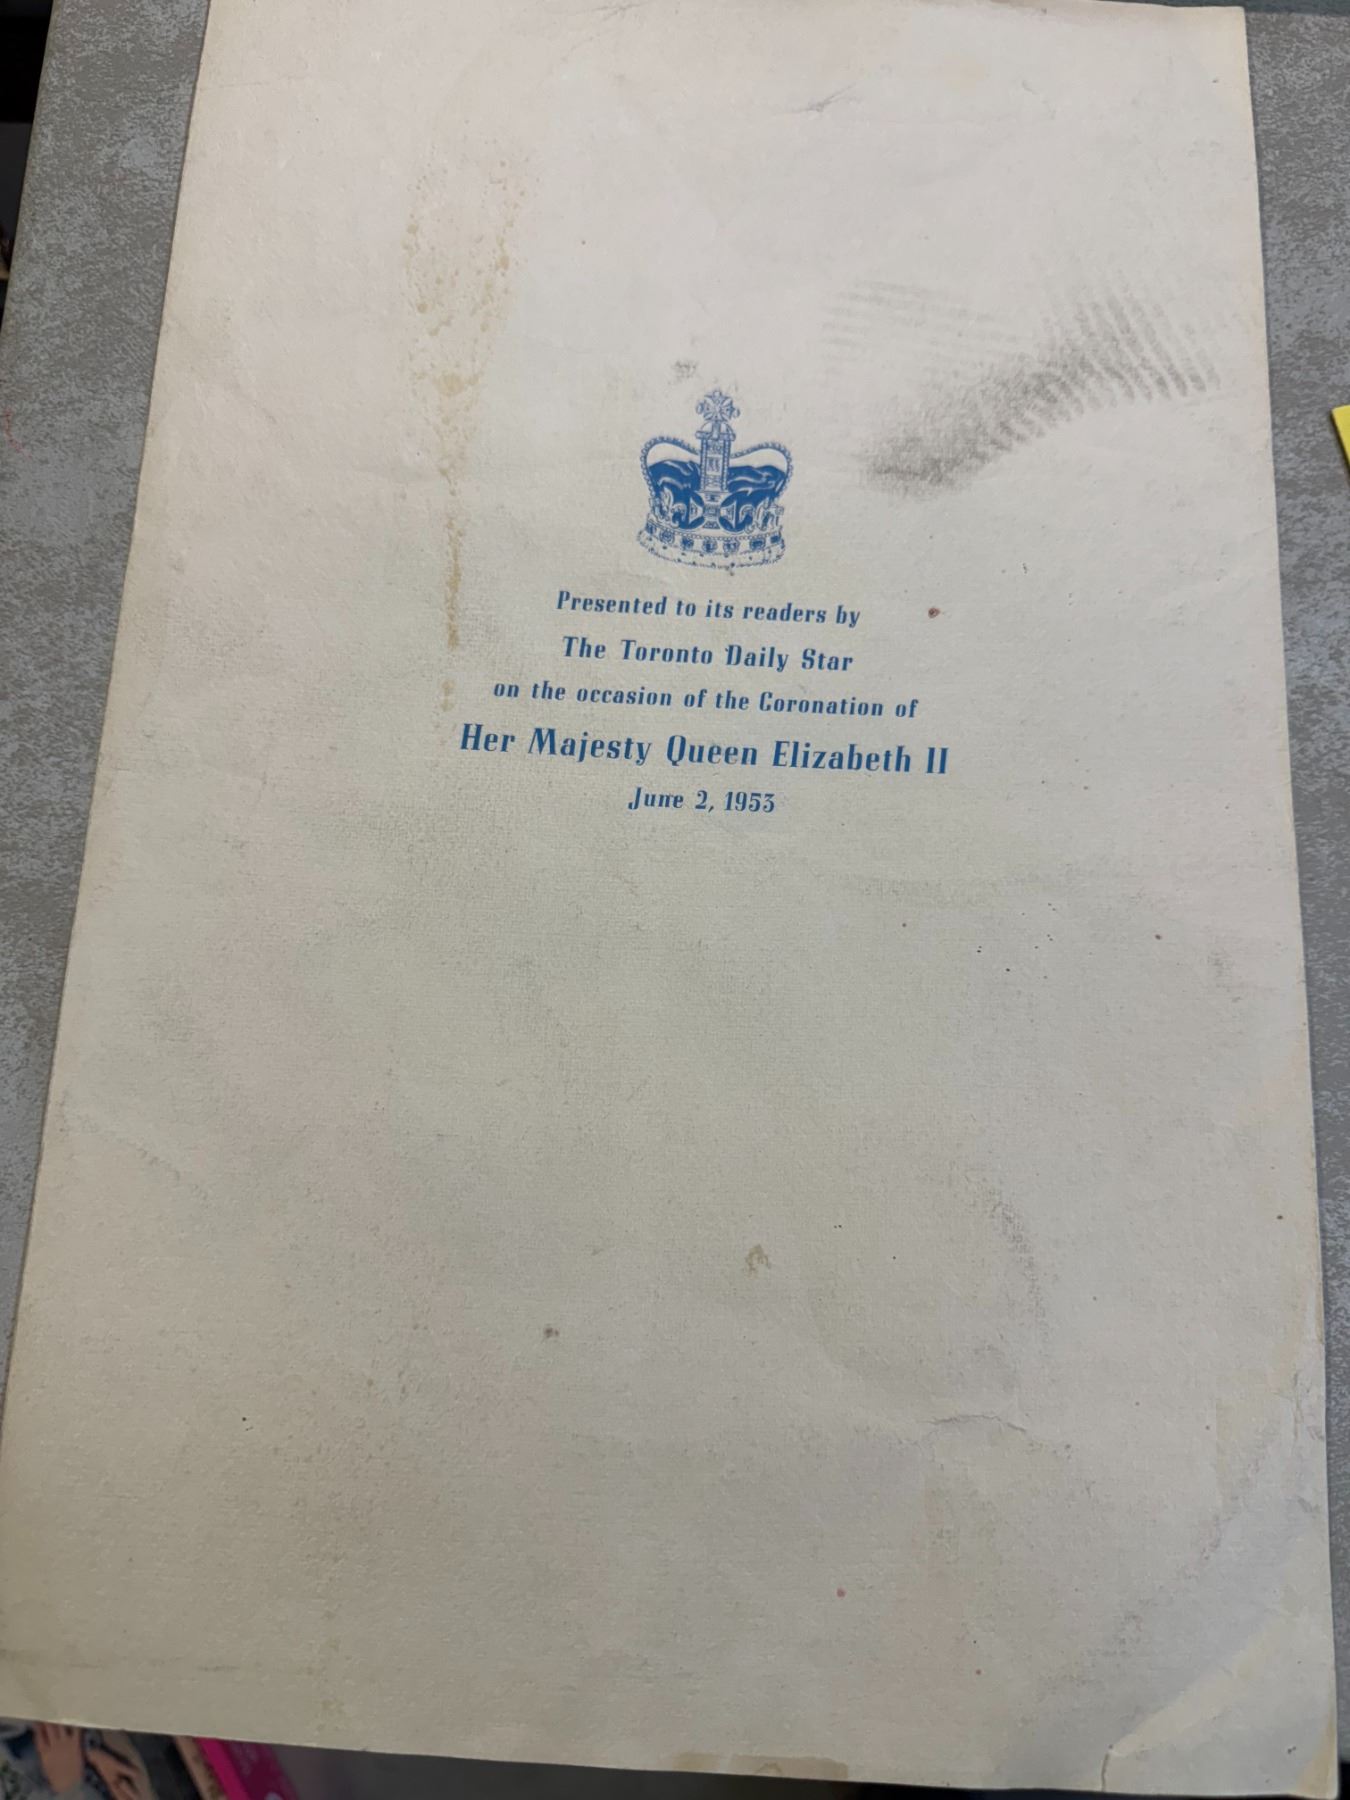 Presented to its readers by
The Toronto Daily Star
on the occasion of the Coronation of
Her Majesty Queen Elizabeth II
June 2, 1953